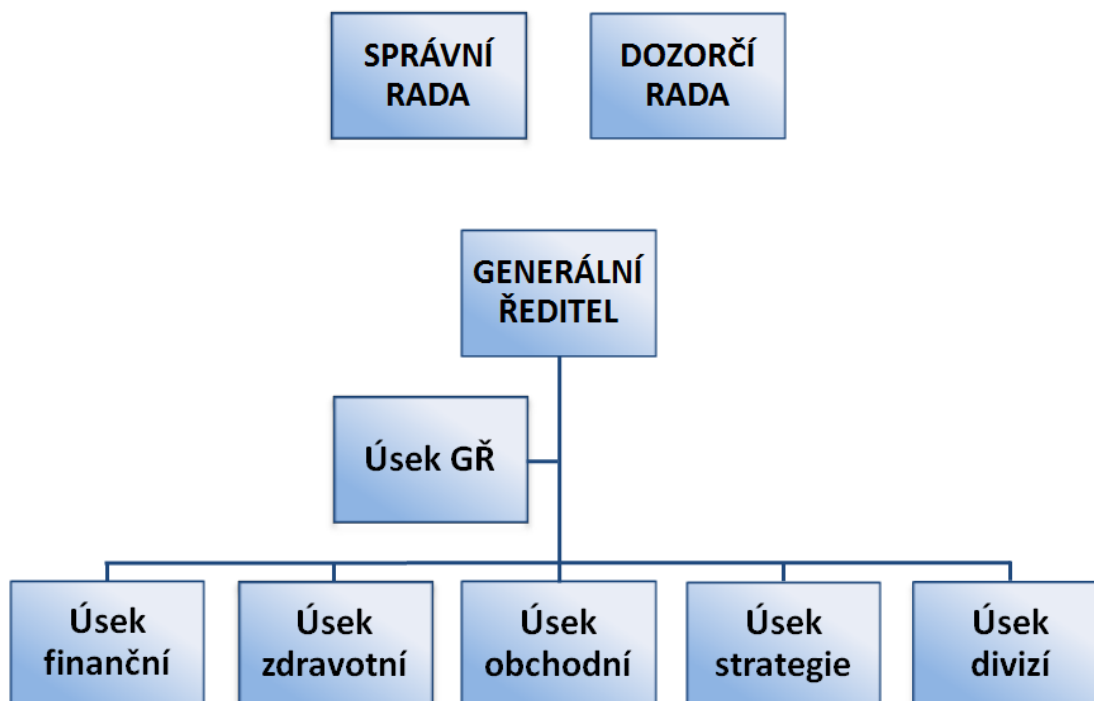 SPRÁVNÍ
RADA
DOZORČÍ
RADA
GENERÁLNÍ
ŘEDITEL
Úsek GŘ
Úsek
finanční
Úsek
zdravotní
Úsek
obchodní
Úsek
strategie
Úsek
divizí